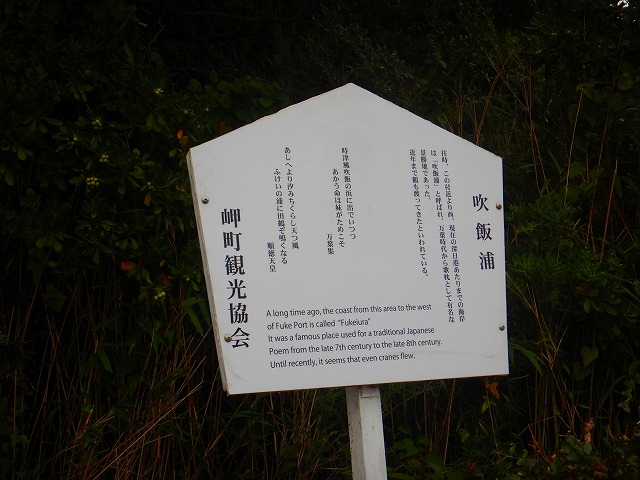 吹飯浦
往時、この付近より西、現在の深日港あたりまでの海岸
は「吹飯浦」と呼ばれ、万葉時代から歌枕として有名な
景勝地であった。
近年まで鶴も渡ってきたといわれている。
時津風吹飯の浜に出でいつつ
あかう命は妹がためこそ
万葉集
あしへより汐みちくらし天つ風
ふけいの浦に田鶴ぞ鳴くなる
順徳天皇
岬町観光協会
A long time ago, the coast from this area to the west
of Fuke Port is called "Fukeiura"
It was a famous place used for a traditional Japanese
Poem from the late 7th century to the late 8th century.
Until recently, it seems that even cranes flew.